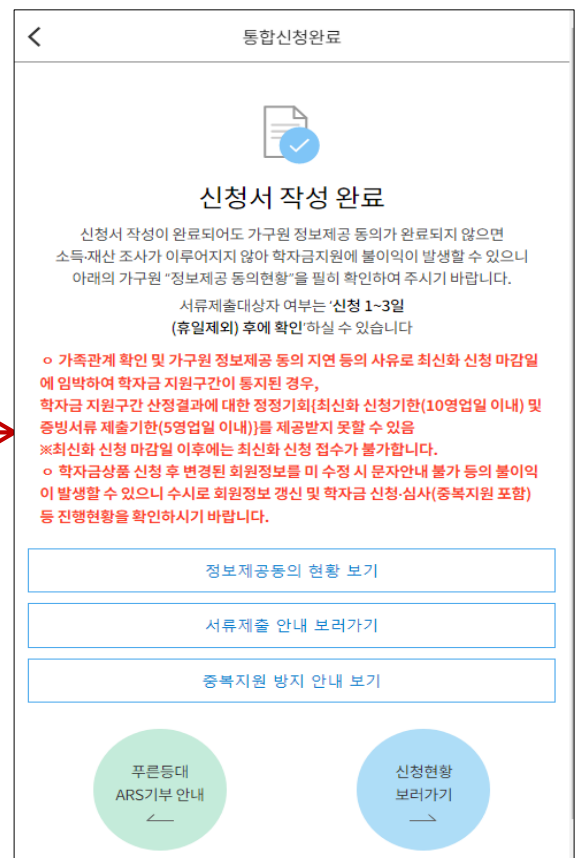 통합신청완료
신청서 작성 완료
신청서 작성이 완료되어도 가구원 정보제공 동의가 완료되지 않으면
소득·재산 조사가 이루어지지 않아 학자금지원에 불이익이 발생할 수 있으니
아래의 가구원 "정보제공 동의현황"을 필히 확인하여 주시기 바랍니다.
서류제출대상자 여부는 '신청 1~3일
(휴일제외) 후에 확인'하실 수 있습니다
ㅇ 가족관계 확인 및 가구원 정보제공 동의 지연 등의 사유로 최신화 신청 마감일
에 임박하여 학자금 지원구간이 통지된 경우,
학자금 지원구간 산정결과에 대한 정정기회{최신화 신청기한(10영업일 이내) 및
증빙서류 제출기한(5영업일 이내)}를 제공받지 못할 수 있음
※최신화 신청 마감일 이후에는 최신화 신청 접수가 불가합니다.
ㅇ 학자금상품 신청 후 변경된 회원정보를 미 수정 시 문자안내 불가 등의 불이익
이 발생할 수 있으니 수시로 회원정보 갱신 및 학자금 신청·심사(중복지원 포함)
등 진행현황을 확인하시기 바랍니다.
정보제공동의 현황 보기
서류제출 안내 보러가기
중복지원 방지 안내 보기
푸른등대
ARS기부 안내
신청현황
보러가기